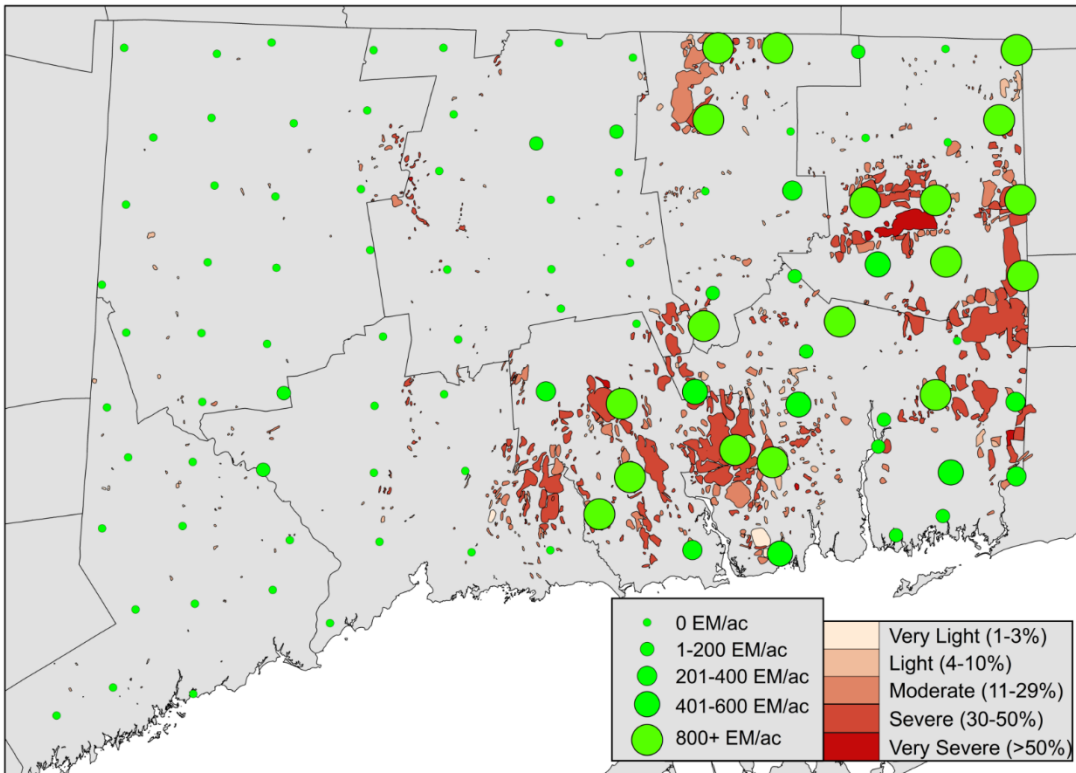 0 EM/ac
1-200 EM/ac
201-400 EM/ac
401-600 EM/ac
800+ EM/ac
Very Light (1-3%)
Light (4-10%)
Moderate (11-29%)
Severe (30-50%)
Very Severe (>50%)